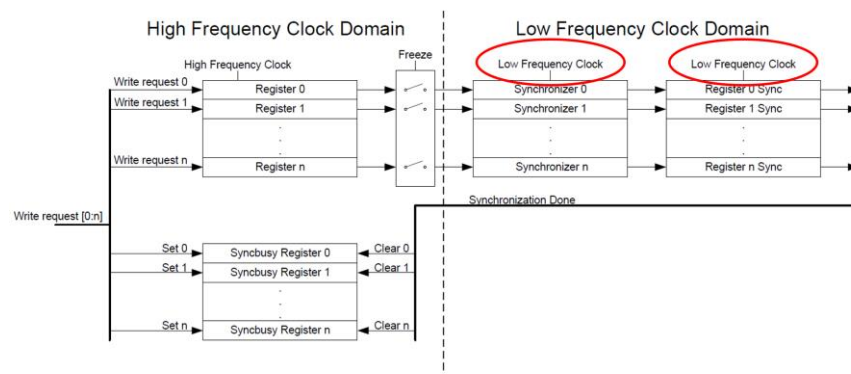 High Frequency Clock Domain
Low Frequency Clock Domain
High Frequency Clock
Freeze
Low Frequency Clock
Low Frequency Clock
Write request 0
Register 0
Synchronizer 0
Register 0 Sync
Write request 1
Register 1
Synchronizer 1
Register 1 Sync
Write request n
Register n
Synchronizer n
Register n Sync
Synchronization Done
Write request [0:n]
Set 0
Syncbusy Register 0
Clear 0
Set 1
Syncbusy Register 1
Clear 1
Set n
Syncbusy Register n
Clear n